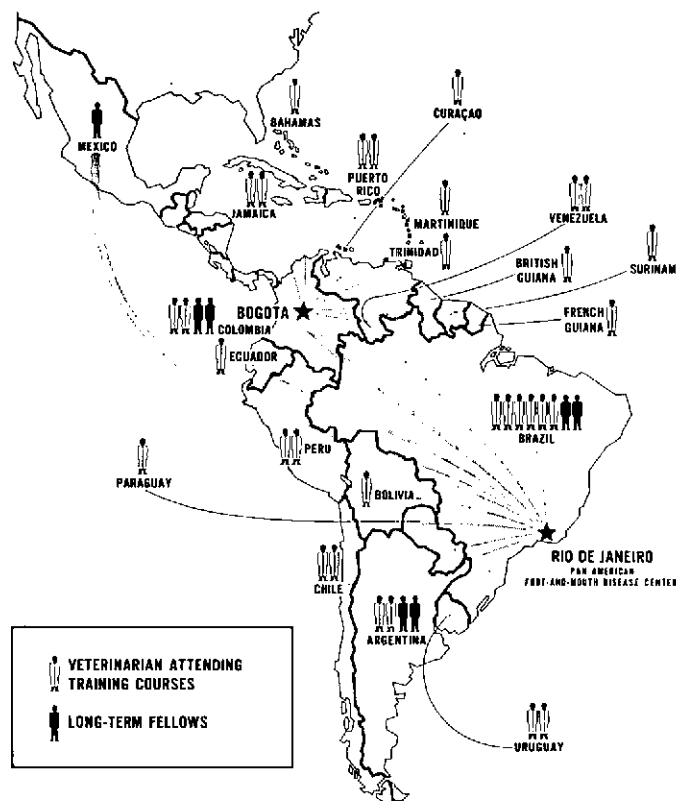 BAHAMAS
CURAÇAO
MEXICO
PUERTO
RICO
JAMAICA
MARTINIQUE
VENEZUELA
TRINIDAD
BRITISH
GUIANA
SURINAM
BOGOTA
COLOMBIA
FRENCH
GUIANA
ECUADOR
BRAZIL
PERU
PARAGUAY
BOLIVIA
RIO DE JANEIRO
PAN AMERICAN
FOOT-AND-MOUTH DISEASE CENTER
CHILE
ARGENTINA
VETERINARIAN ATTENDING
TRAINING COURSES
LONG-TERM FELLOWS
URUGUAY